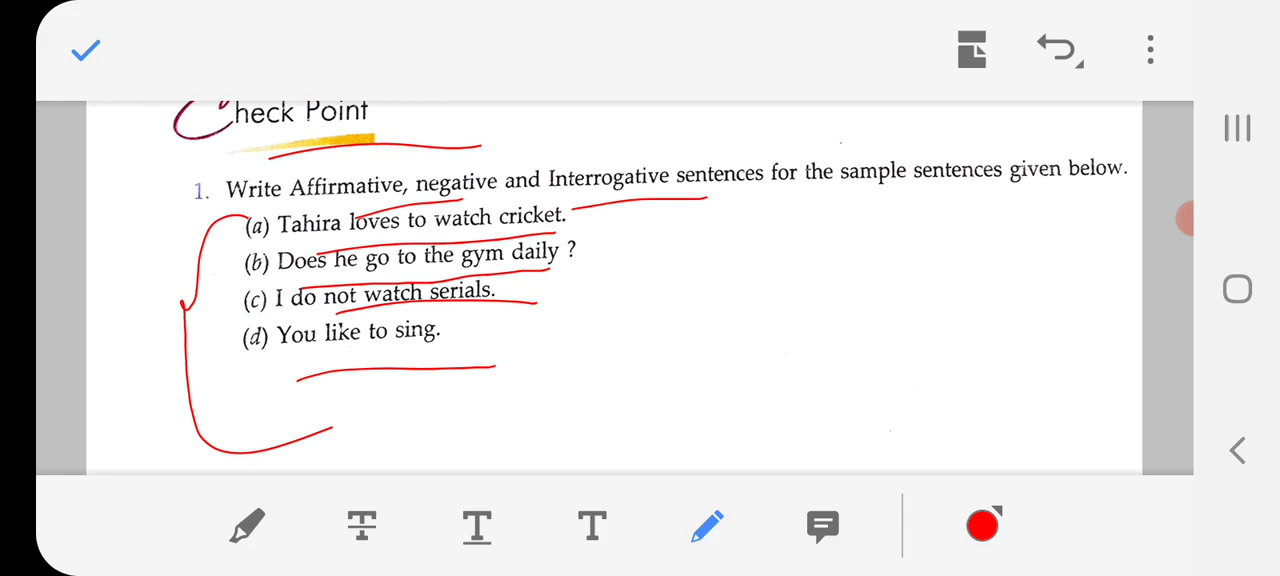 Check Point
1. Write Affirmative, negative and Interrogative sentences for the sample sentences given below.
(a) Tahira loves to watch cricket.
(b) Does he go to the gym daily ?
(c) I do not watch serials.
(d) You like to sing.
T T T